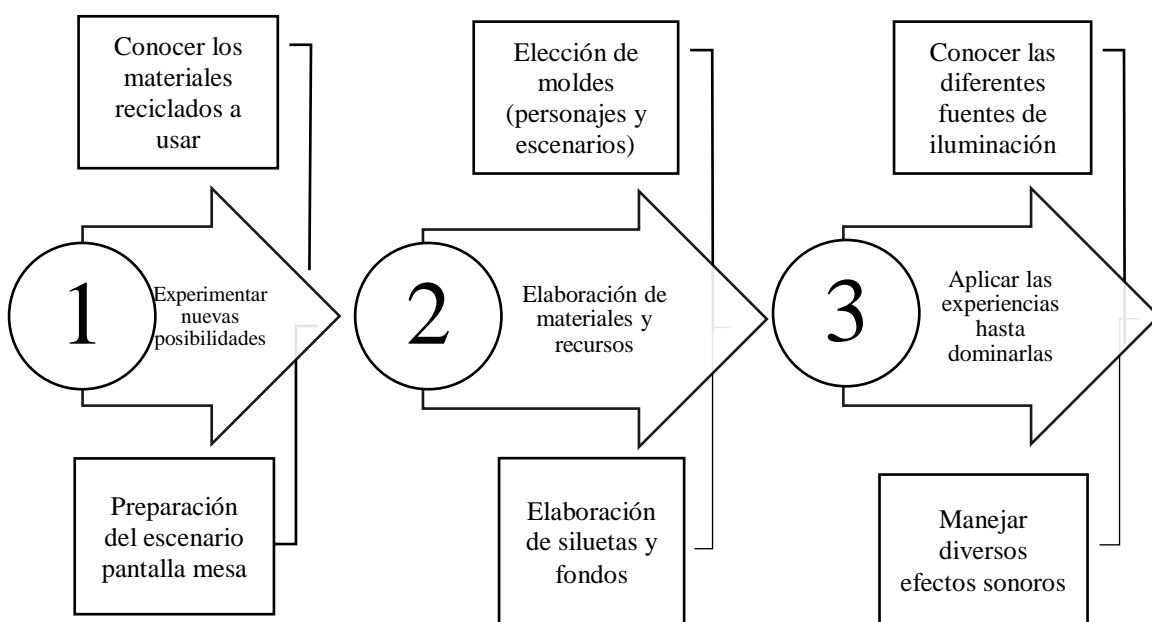 Conocer los
materiales
reciclados a
usar
Elección de
moldes
(personajes y
escenarios)
Conocer las
diferentes
fuentes de
iluminación
1
Experimentar
nuevas
posibilidades
2
Elaboración de
materiales y
recursos
3
Aplicar las
experiencias
hasta
dominarlas
Preparación
del escenario
pantalla mesa
Elaboración
de siluetas y
fondos
Manejar
diversos
efectos sonoros